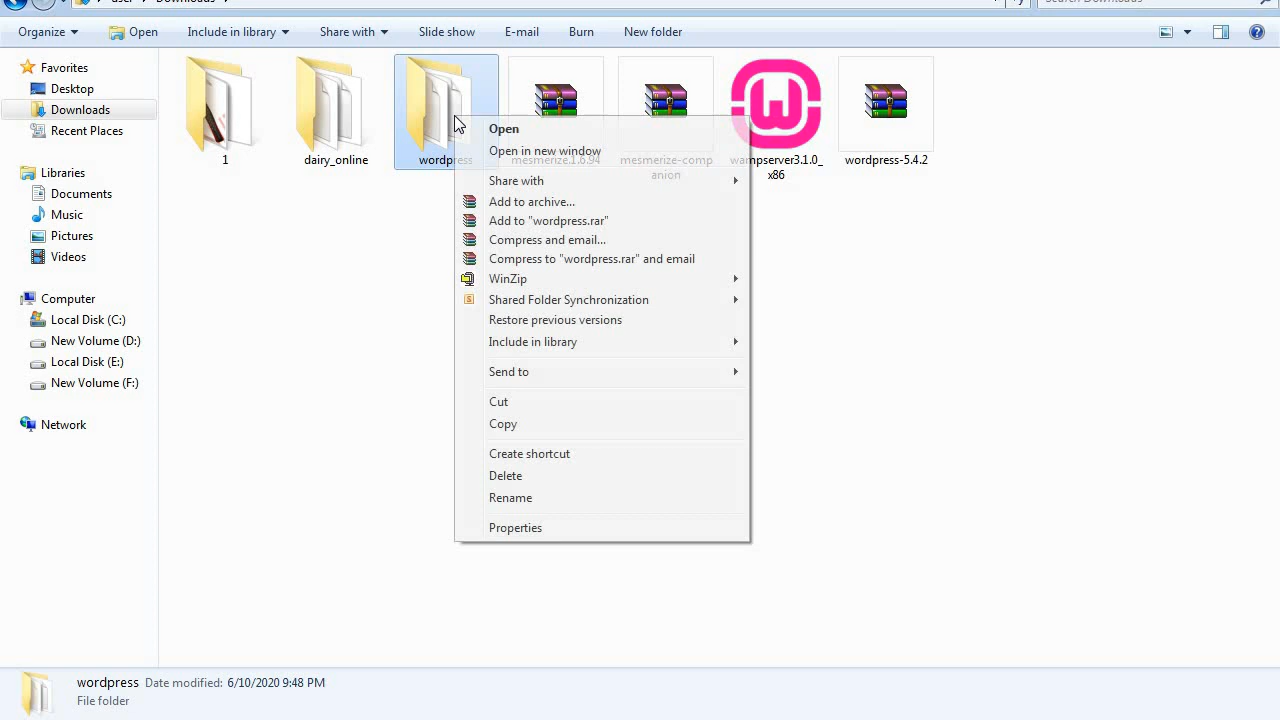 user Downloads Search Downloads
Organize Open Include in library Share with Slide show E-mail Burn New folder
Favorites
Desktop
Downloads
Recent Places
Libraries
Documents
Music
Pictures
Videos
Computer
Local Disk (C:)
New Volume (D:)
Local Disk (E:)
New Volume (F:)
Network
1
dairy_online
wordpress
mesmerize.1.6.94
mesmerize-comp
anion
wampserver3.1.0_
x86
wordpress-5.4.2
Open
Open in new window
Share with
Add to archive...
Add to "wordpress.rar"
Compress and email...
Compress to "wordpress.rar" and email
WinZip
Shared Folder Synchronization
Restore previous versions
Include in library
Send to
Cut
Copy
Create shortcut
Delete
Rename
Properties
wordpress Date modified: 6/10/2020 9:48 PM
File folder